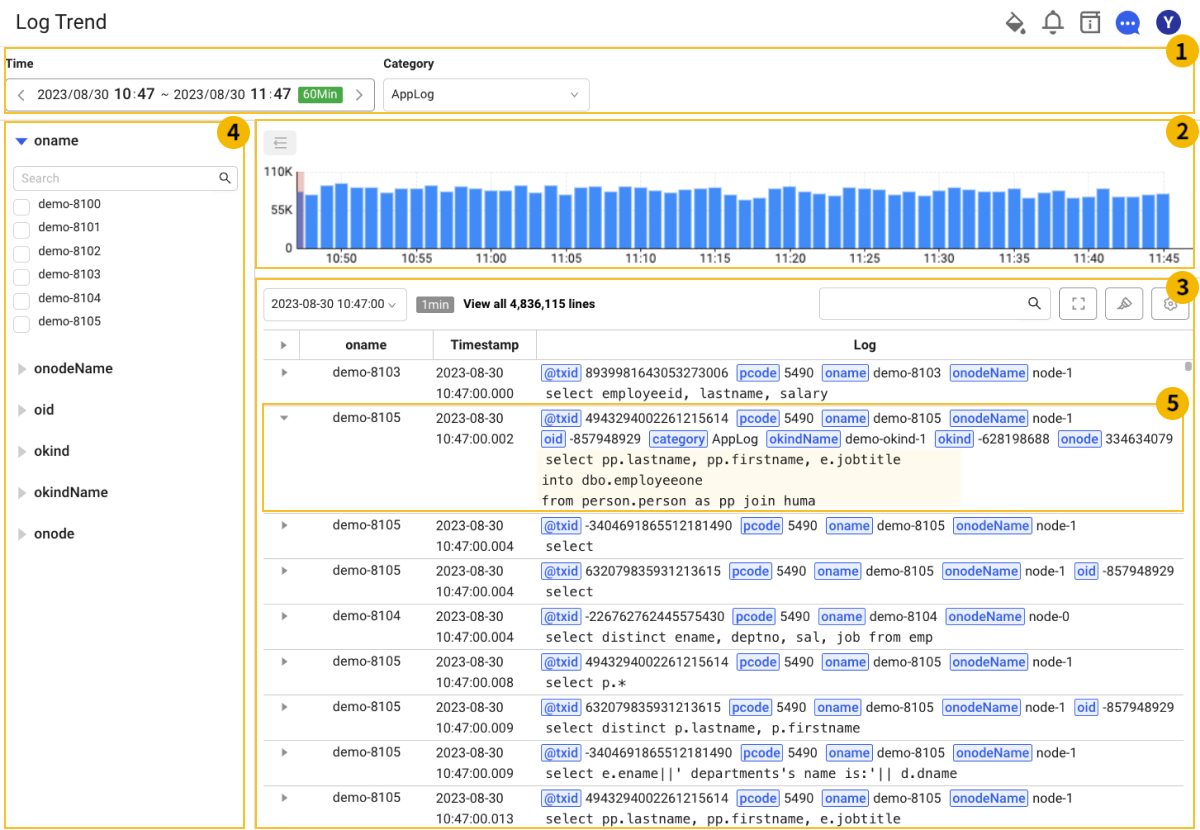 Log Trend
Y
1
Time
Category
2023/08/30 10:47 ~ 2023/08/30 11:47 60Min
AppLog
4
oname
Search
demo-8100
demo-8101
demo-8102
demo-8103
demo-8104
demo-8105
onodeName
oid
okind
okindName
onode
2
110K
55K
0
10:50 10:55 11:00 11:05 11:10 11:15 11:20 11:25 11:30 11:35 11:40 11:45
3
2023-08-30 10:47:00 1min View all 4,836,115 lines
oname Timestamp Log
demo-8103 2023-08-30 @txid 8939981643053273006 pcode 5490 oname demo-8103 onodeName node-1
10:47:00.000 select employeeid, lastname, salary
5
demo-8105 2023-08-30 @txid 4943294002261215614 pcode 5490 oname demo-8105 onodeName node-1
10:47:00.002 oid -857948929 category AppLog okindName demo-okind-1 okind -628198688 onode 334634079
select pp.lastname, pp.firstname, e.jobtitle
into dbo.employeeone
from person.person as pp join huma
demo-8105 2023-08-30 @txid -3404691865512181490 pcode 5490 oname demo-8105 onodeName node-1
10:47:00.004 select
demo-8105 2023-08-30 @txid 632079835931213615 pcode 5490 oname demo-8105 onodeName node-1 oid -857948929
10:47:00.004 select
demo-8104 2023-08-30 @txid -226762762445575430 pcode 5490 oname demo-8104 onodeName node-0
10:47:00.004 select distinct ename, deptno, sal, job from emp
demo-8105 2023-08-30 @txid 4943294002261215614 pcode 5490 oname demo-8105 onodeName node-1
10:47:00.008 select p.*
demo-8105 2023-08-30 @txid 632079835931213615 pcode 5490 oname demo-8105 onodeName node-1 oid -857948929
10:47:00.009 select distinct p.lastname, p.firstname
demo-8105 2023-08-30 @txid -3404691865512181490 pcode 5490 oname demo-8105 onodeName node-1
10:47:00.009 select e.ename||' departments's name is:'|| d.dname
demo-8105 2023-08-30 @txid 4943294002261215614 pcode 5490 oname demo-8105 onodeName node-1
10:47:00.013 select pp.lastname, pp.firstname, e.jobtitle